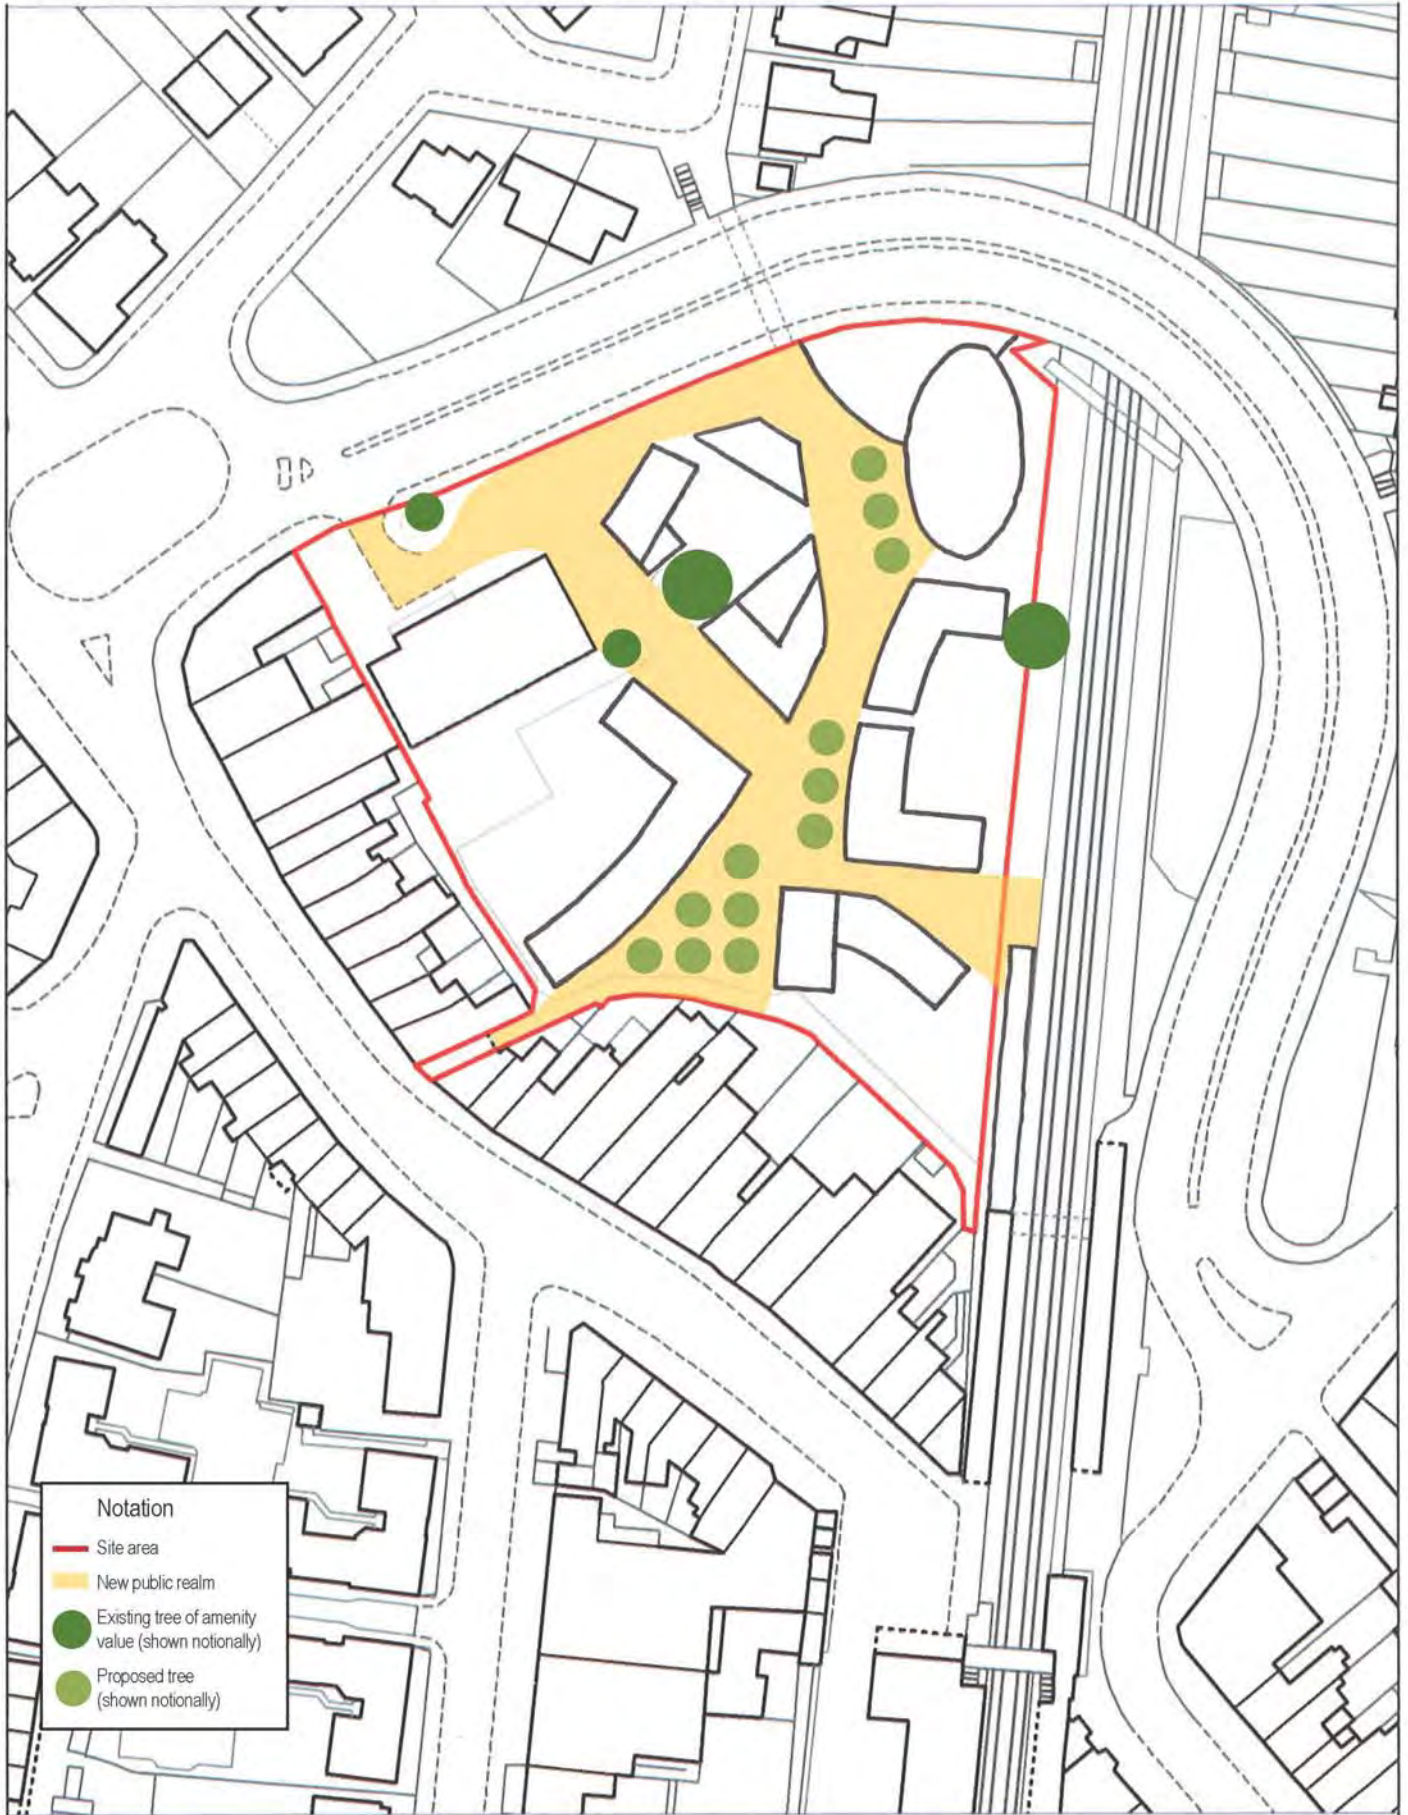 Notation
Site area
New public realm
Existing tree of amenity
value (shown notionally)
Proposed tree
(shown notionally)